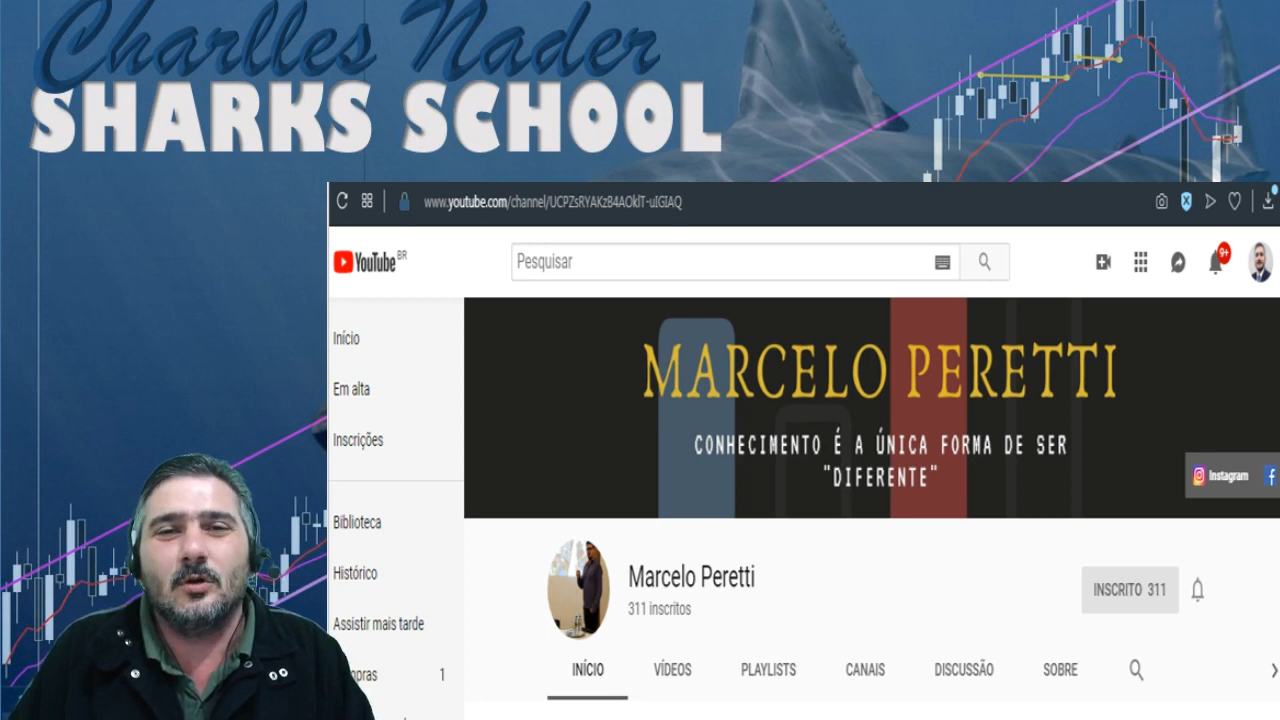 Charlles Nader
SHARKS SCHOOL
www.youtube.com/channel/UCPZsRYAKzB4AOklT-uIGIAQ
YouTube BR
Pesquisar
9+
Início
Em alta
Inscrições
Biblioteca
Histórico
Assistir mais tarde
pras 1
MARCELO PERETTI
CONHECIMENTO É A ÚNICA FORMA DE SER
"DIFERENTE"
Instagram
Marcelo Peretti
311 inscritos
INSCRITO 311
INÍCIO VÍDEOS PLAYLISTS CANAIS DISCUSSÃO SOBRE